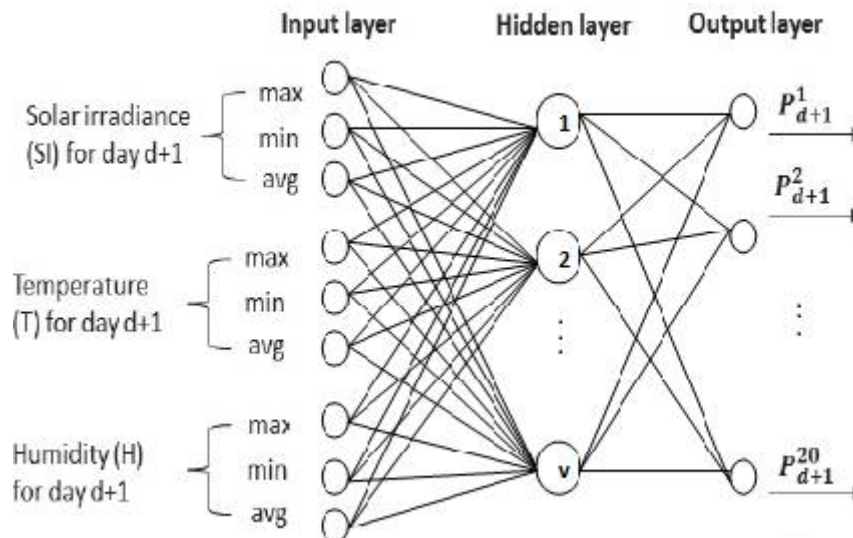 Input layer Hidden layer Output layer
Solar irradiance
(SI) for day d+1
max
min
avg
Temperature
(T) for day d+1
max
min
avg
Humidity (H)
for day d+1
max
min
avg
1
2
⋮
v
P^1_{d+1}
P^2_{d+1}
⋮
P^20_{d+1}